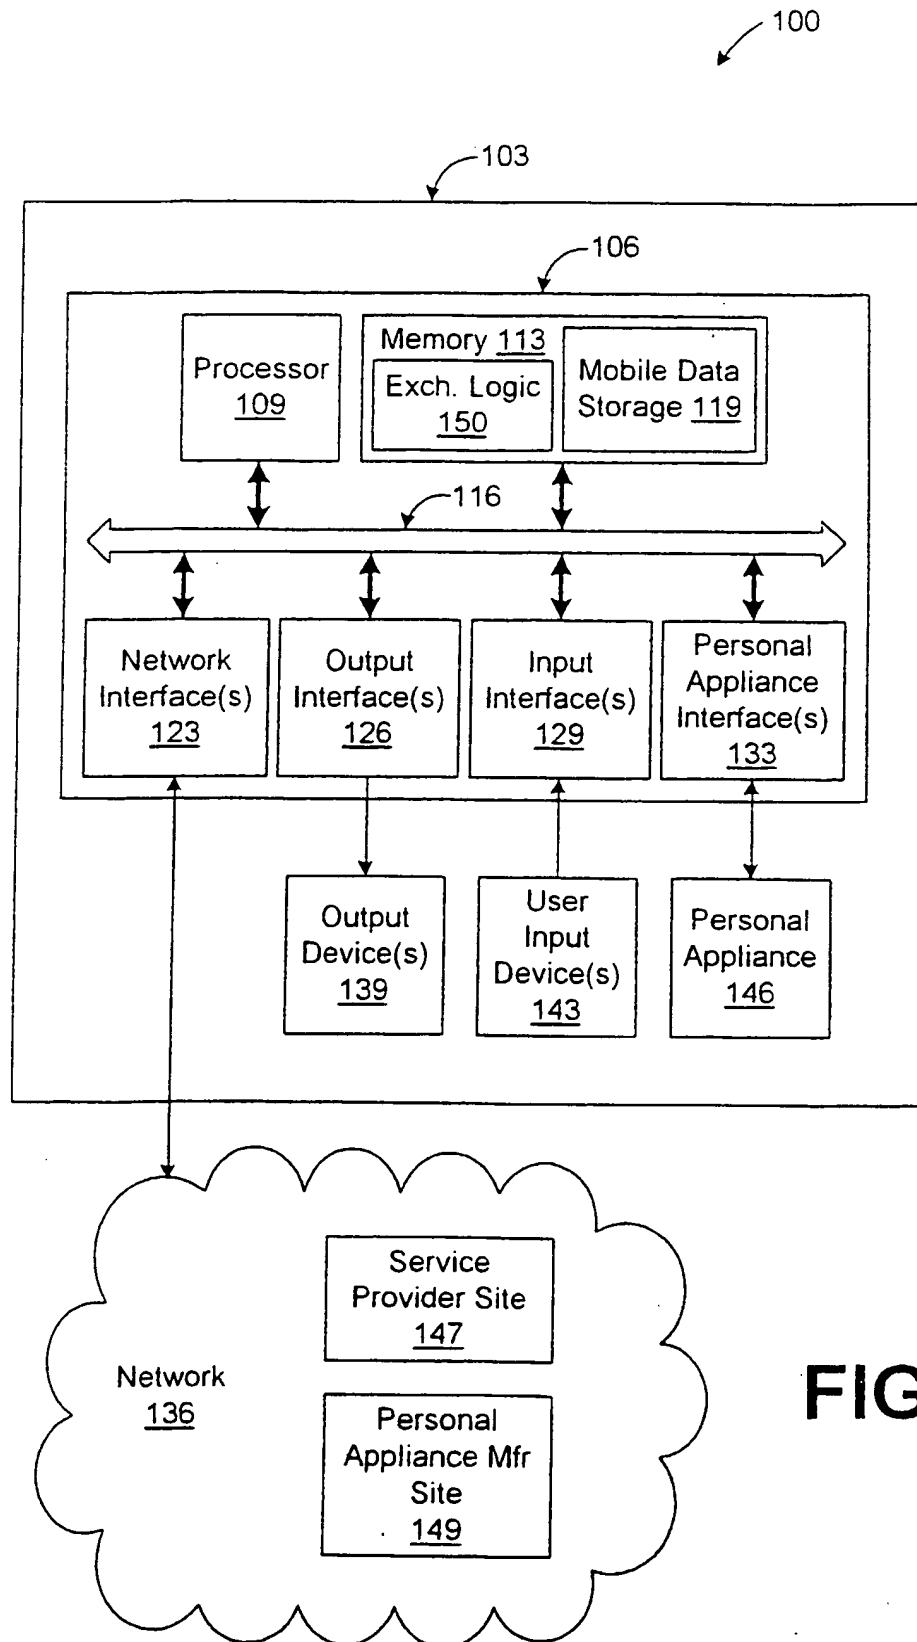 100
103
106
Processor
109
Memory 113
Exch. Logic
150
Mobile Data
Storage 119
116
Network
Interface(s)
123
Output
Interface(s)
126
Input
Interface(s)
129
Personal
Appliance
Interface(s)
133
Output
Device(s)
139
User
Input
Device(s)
143
Personal
Appliance
146
Service
Provider Site
147
Network
136
Personal
Appliance Mfr
Site
149
FIG